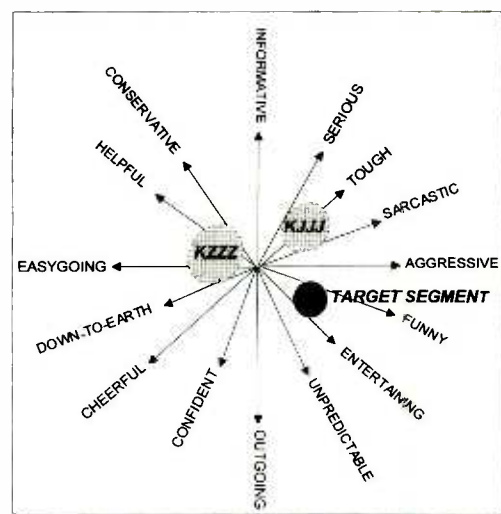 INFORMATIVE
CONSERVATIVE
SERIOUS
HELPFUL
TOUGH
SARCASTIC
KJJJ
KZZZ
EASYGOING
AGGRESSIVE
TARGET SEGMENT
DOWN-TO-EARTH
FUNNY
ENTERTAINING
CHEERFUL
CONFIDENT
UNPREDICTABLE
OUTGOING